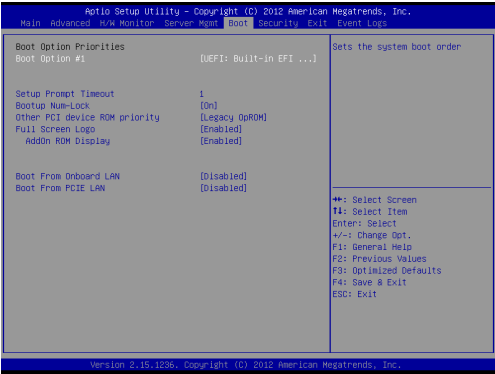 Aptio Setup Utility – Copyright (C) 2012 American Megatrends, Inc.
Main Advanced H/W Monitor Server Mgmt Boot Security Exit Event Logs
Boot Option Priorities
Boot Option #1 [UEFI: Built-in EFI ...]
Setup Prompt Timeout 1
Bootup Num-Lock [On]
Other PCI device ROM priority [Legacy OpROM]
Full Screen Logo [Enabled]
AddOn ROM Display [Enabled]
Boot From Onboard LAN [Disabled]
Boot From PCIE LAN [Disabled]
Sets the system boot order
→←: Select Screen
↑↓: Select Item
Enter: Select
+/-: Change Opt.
F1: General Help
F2: Previous Values
F3: Optimized Defaults
F4: Save & Exit
ESC: Exit
Version 2.15.1236. Copyright (C) 2012 American Megatrends, Inc.